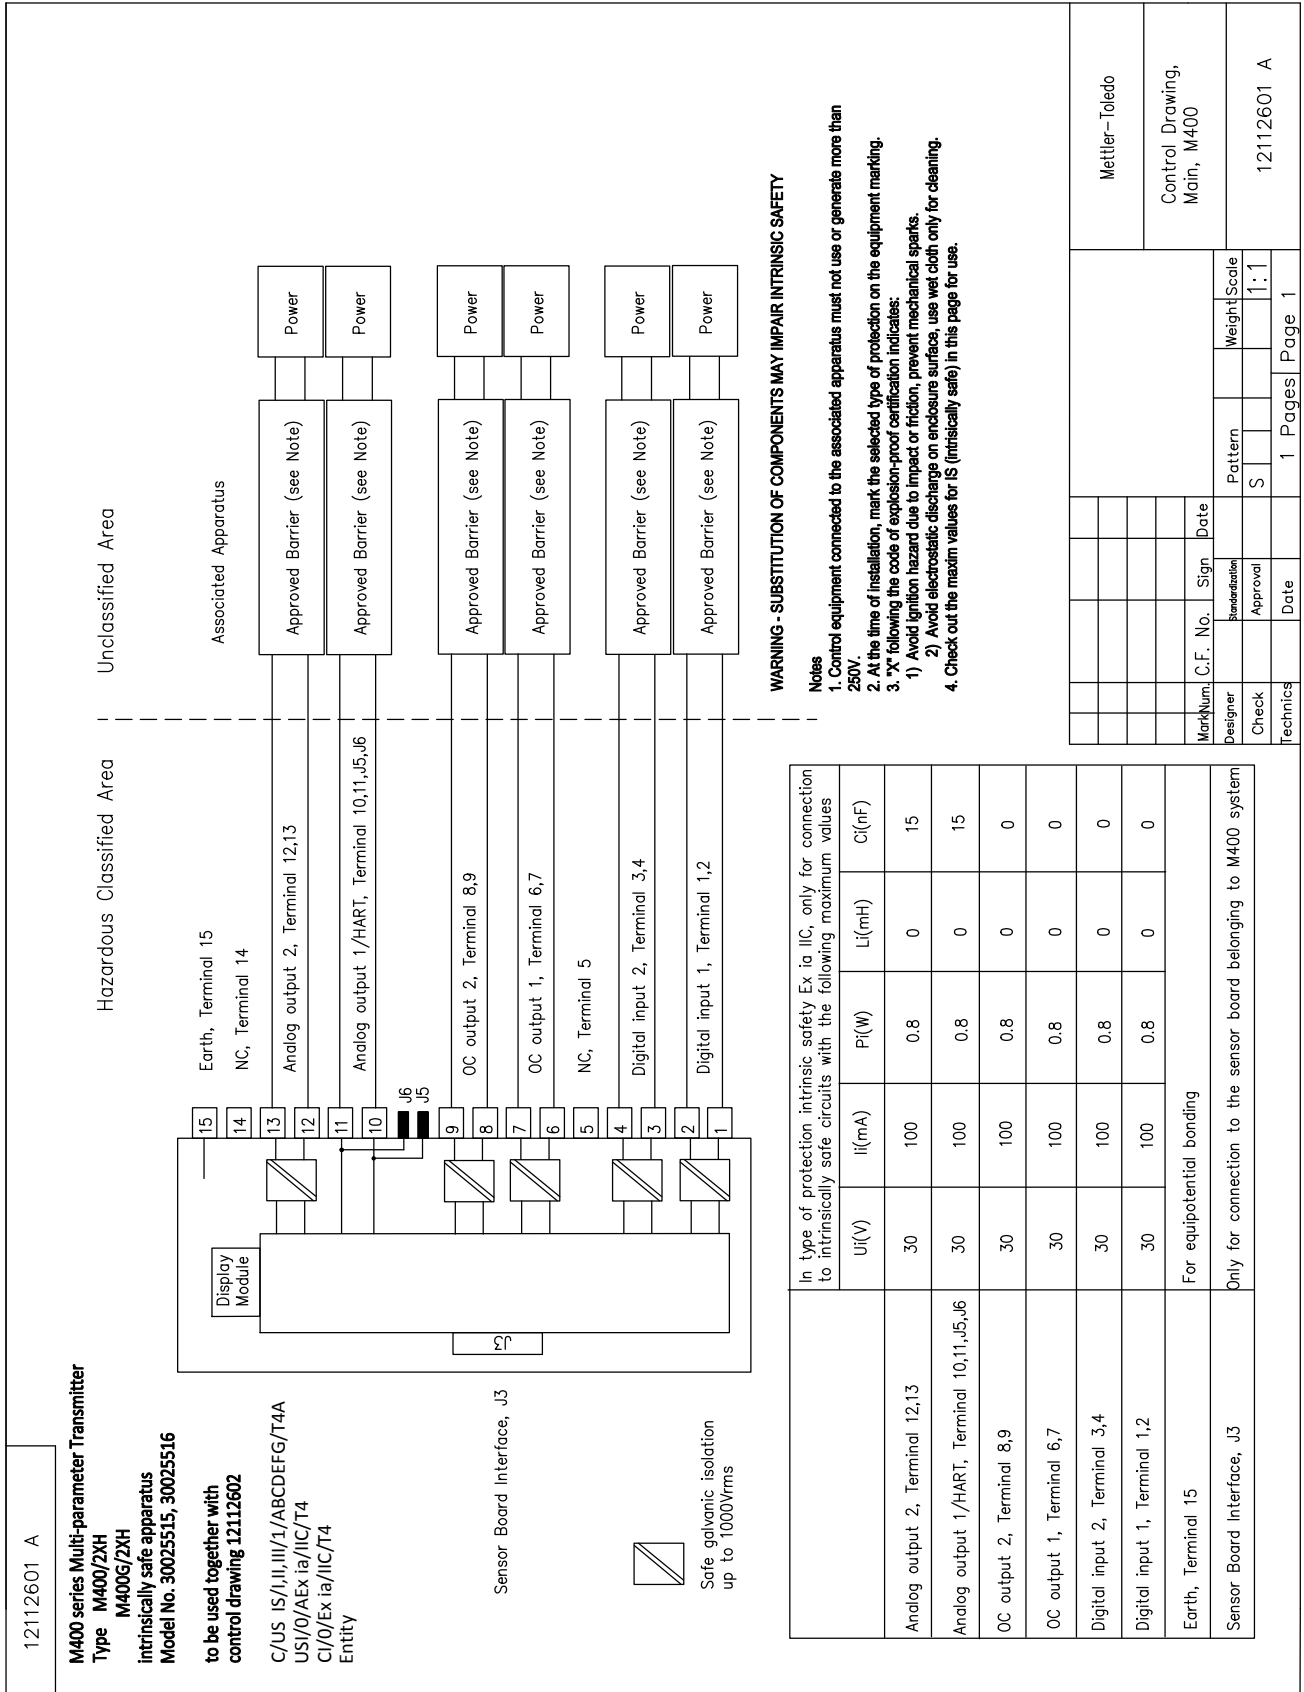 12112601 A
M400 series Multi-parameter Transmitter
Type M400/2XH
M400G/2XH
intrinsically safe apparatus
Model No. 30025515, 30025516
to be used together with
control drawing 12112602
C/US IS/I,II,III/1/ABCDEFG/T4A
USI/0/AEx ia/IIC/T4
CI/0/Ex ia/IIC/T4
Entity
Sensor Board Interface, J3
Safe galvanic isolation
up to 1000Vrms
Hazardous Classified Area
Unclassified Area
Display
Module
J3
15
14
13
12
11
10
J6
J5
9
8
7
6
5
4
3
2
1
Earth, Terminal 15
NC, Terminal 14
Analog output 2, Terminal 12,13
Analog output 1/HART, Terminal 10,11,J5,J6
OC output 2, Terminal 8,9
OC output 1, Terminal 6,7
NC, Terminal 5
Digital input 2, Terminal 3,4
Digital input 1, Terminal 1,2
Associated Apparatus
Approved Barrier (see Note)
Power
Approved Barrier (see Note)
Power
Approved Barrier (see Note)
Power
Approved Barrier (see Note)
Power
Approved Barrier (see Note)
Power
Approved Barrier (see Note)
Power
WARNING - SUBSTITUTION OF COMPONENTS MAY IMPAIR INTRINSIC SAFETY
Notes
1. Control equipment connected to the associated apparatus must not use or generate more than
250V.
2. At the time of installation, mark the selected type of protection on the equipment marking.
3. "X" following the code of explosion-proof certification indicates:
1) Avoid ignition hazard due to impact or friction, prevent mechanical sparks.
2) Avoid electrostatic discharge on enclosure surface, use wet cloth only for cleaning.
4. Check out the maxim values for IS (intrisically safe) in this page for use.
In type of protection intrinsic safety Ex ia IIC, only for connection
to intrinsically safe circuits with the following maximum values
Ui(V) Ii(mA) Pi(W) Li(mH) Ci(nF)
Analog output 2, Terminal 12,13 30 100 0.8 0 15
Analog output 1/HART, Terminal 10,11,J5,J6 30 100 0.8 0 15
OC output 2, Terminal 8,9 30 100 0.8 0 0
OC output 1, Terminal 6,7 30 100 0.8 0 0
Digital input 2, Terminal 3,4 30 100 0.8 0 0
Digital input 1, Terminal 1,2 30 100 0.8 0 0
Earth, Terminal 15 For equipotential bonding
Sensor Board Interface, J3 Only for connection to the sensor board belonging to M400 system
Mark Num. C.F. No. Sign Date
Designer Standardization
Check Approval
Technics Date
Pattern Weight Scale
S 1:1
1 Pages Page 1
Mettler-Toledo
Control Drawing,
Main, M400
12112601 A